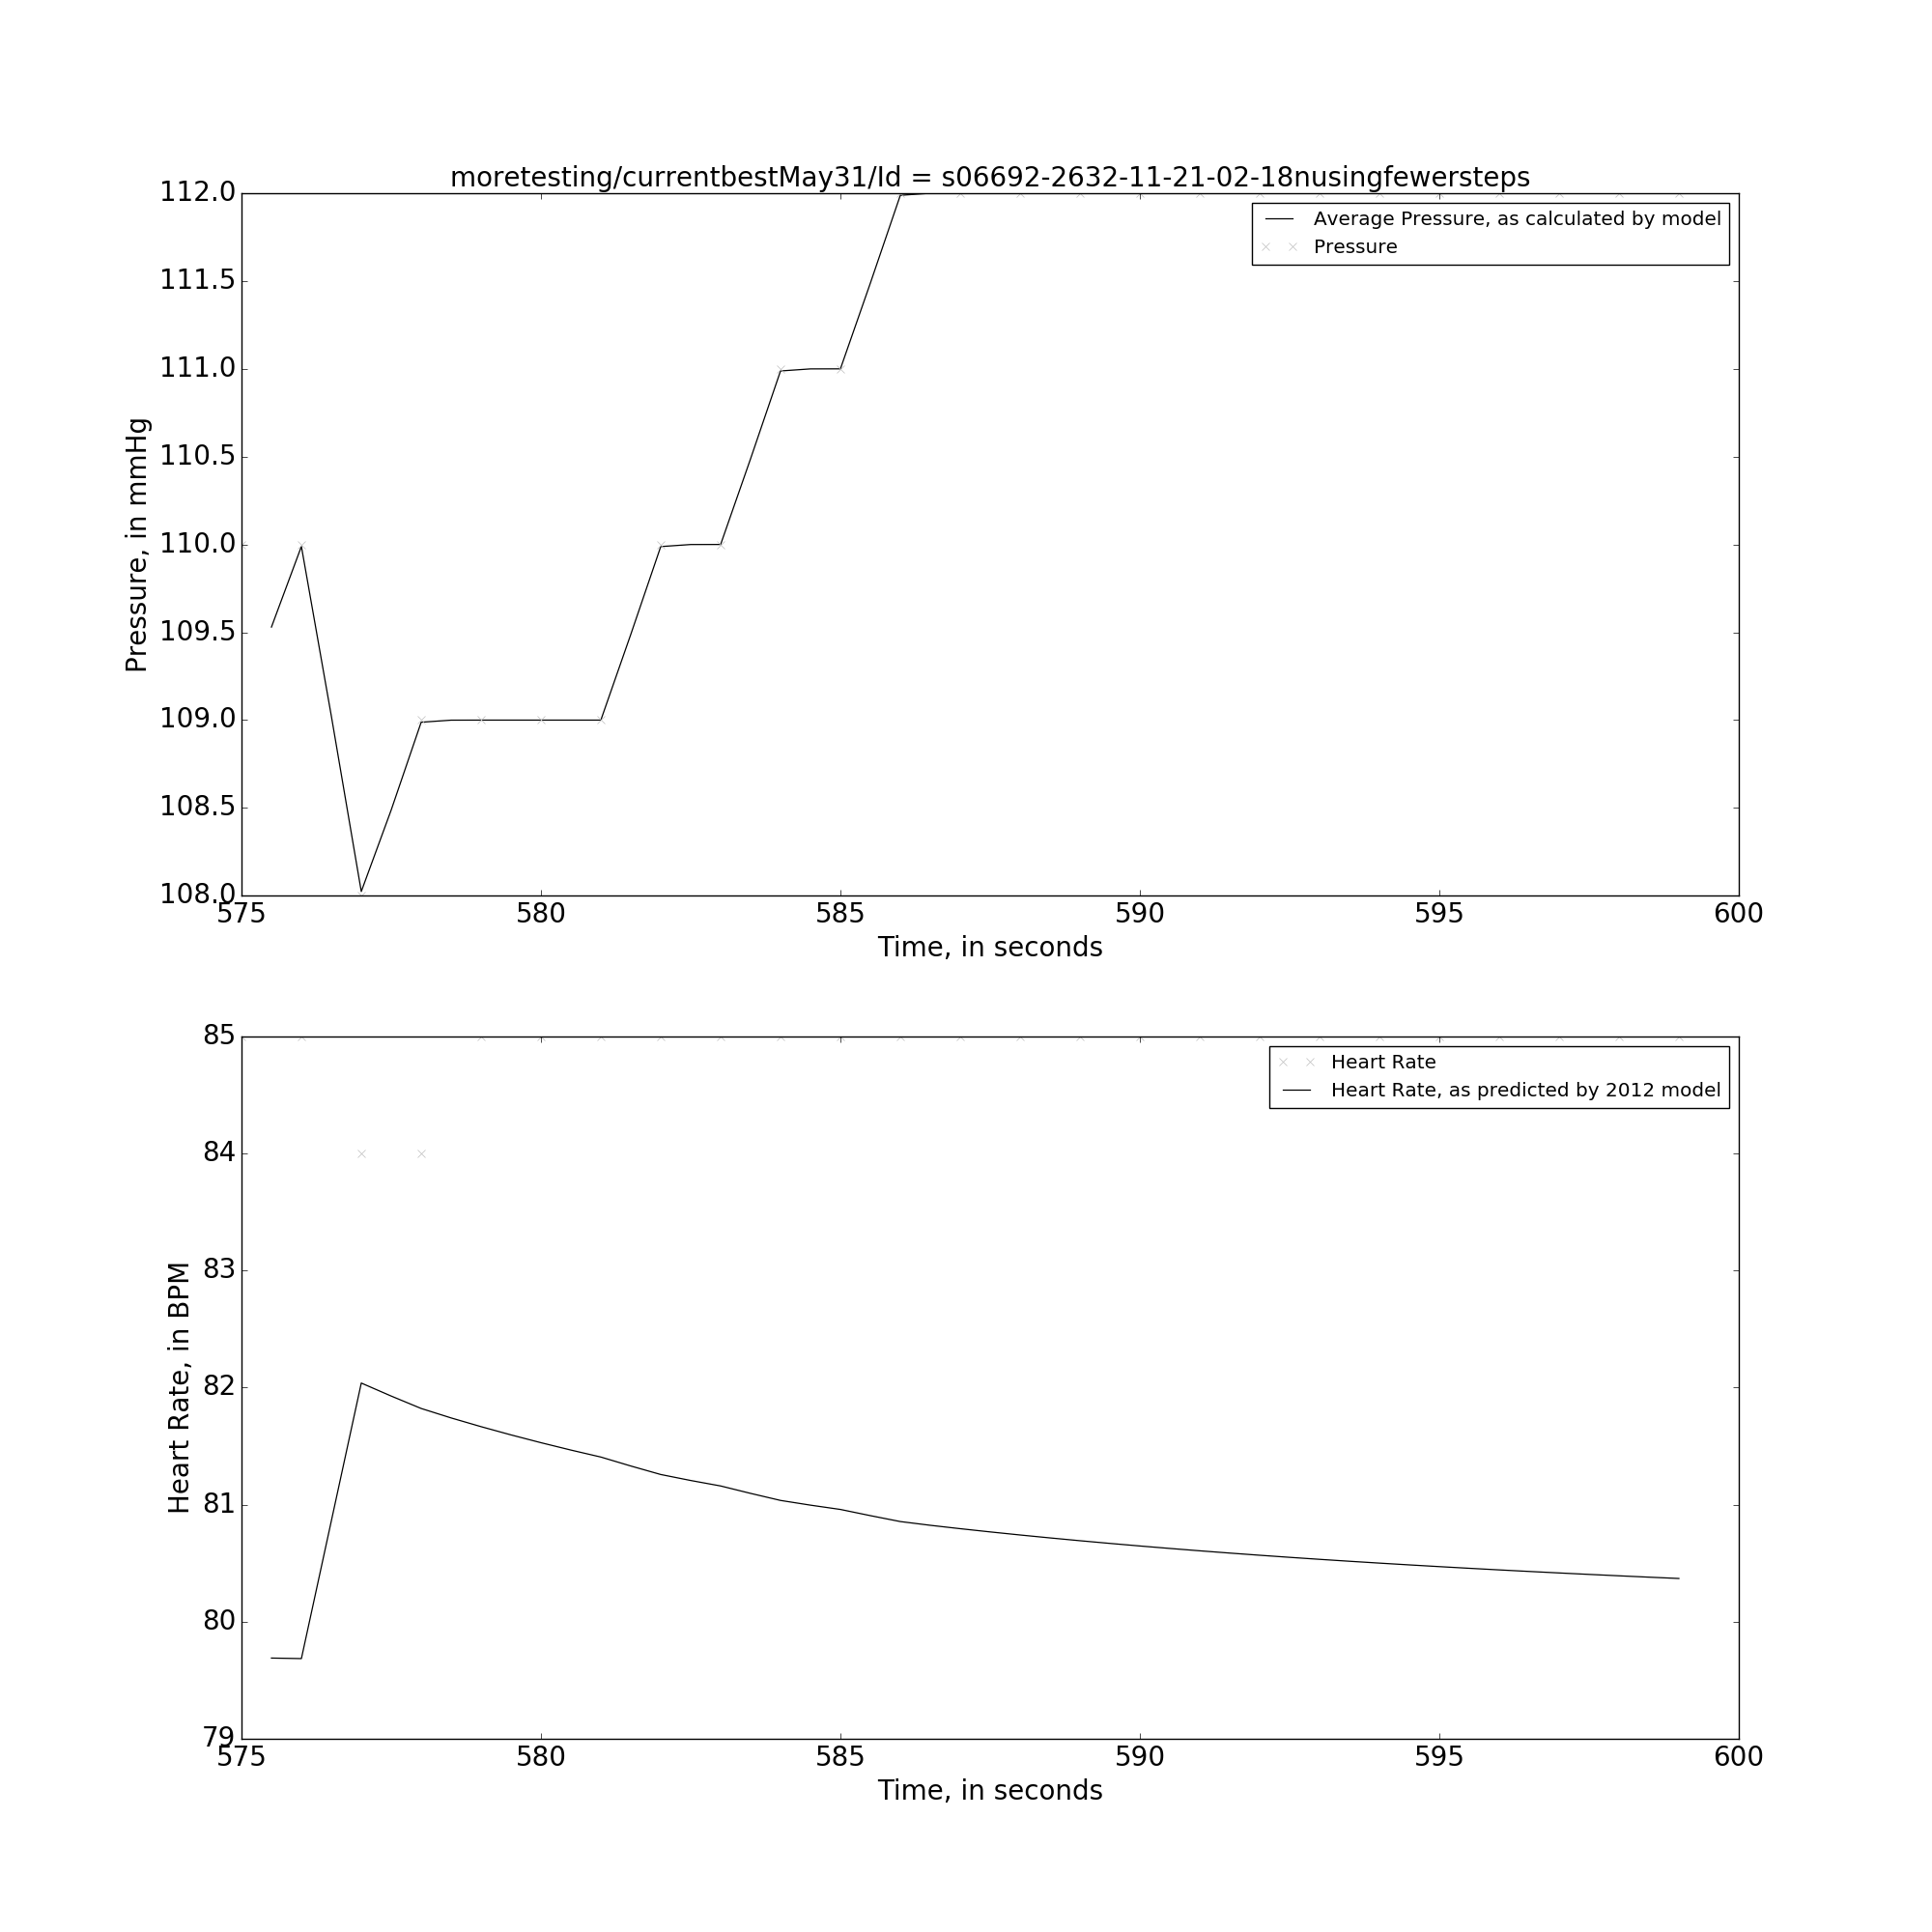 moretesting/currentbestMay31/Id = s06692-2632-11-21-02-18nusingfewersteps
112.0
111.5
111.0
110.5
110.0
109.5
109.0
108.5
108.0
Pressure, in mmHg
Average Pressure, as calculated by model
Pressure
575 580 585 590 595 600
Time, in seconds
85
84
83
82
81
80
79
Heart Rate, in BPM
Heart Rate
Heart Rate, as predicted by 2012 model
575 580 585 590 595 600
Time, in seconds